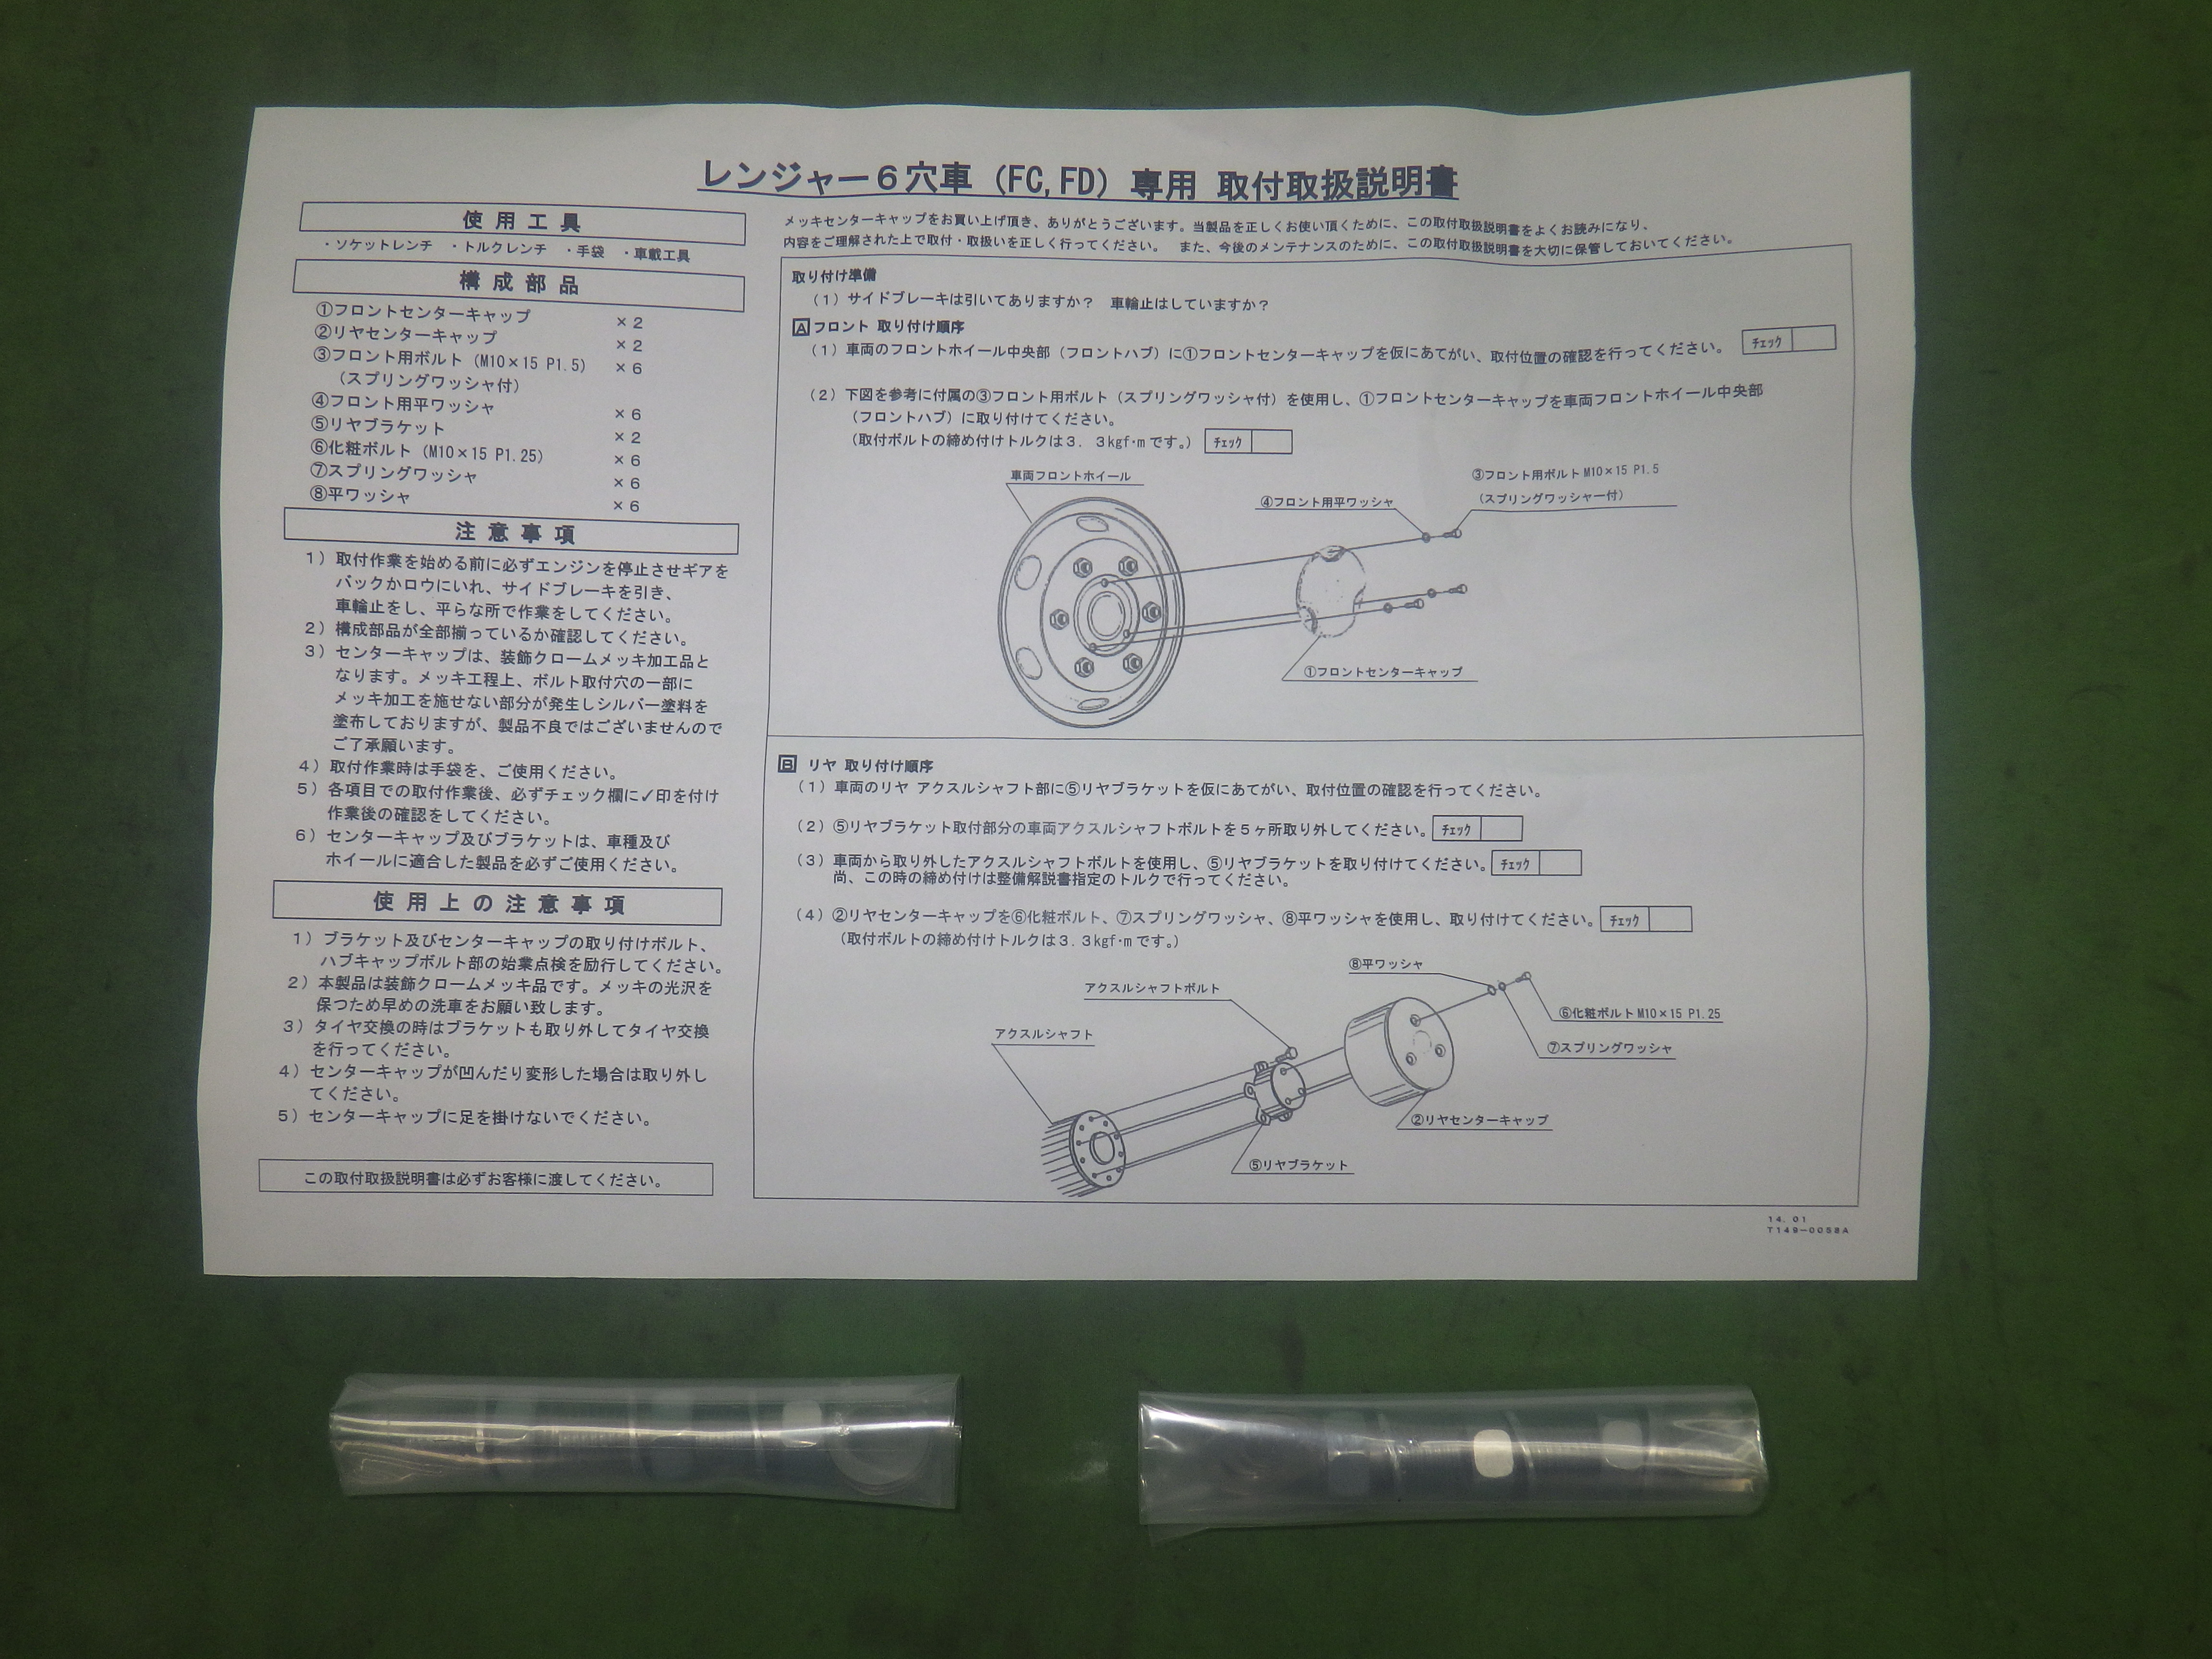 レンジャー６穴車（FC,FD）専用 取付取扱説明書
使用工具
・ソケットレンチ　・トルクレンチ　・手袋　・車載工具
構成部品
①フロントセンターキャップ　×２
②リヤセンターキャップ　×２
③フロント用ボルト（M10×15 P1.5）　×６
（スプリングワッシャ付）
④フロント用平ワッシャ　×６
⑤リヤブラケット　×２
⑥化粧ボルト（M10×15 P1.25）　×６
⑦スプリングワッシャ　×６
⑧平ワッシャ　×６
注意事項
１）取付作業を始める前に必ずエンジンを停止させギアを
バックかロウにいれ、サイドブレーキを引き、
車輪止をし、平らな所で作業をしてください。
２）構成部品が全部揃っているか確認してください。
３）センターキャップは、装飾クロームメッキ加工品と
なります。メッキ工程上、ボルト取付穴の一部に
メッキ加工を施せない部分が発生しシルバー塗料を
塗布しておりますが、製品不良ではございませんので
ご了承願います。
４）取付作業時は手袋を、ご使用ください。
５）各項目での取付作業後、必ずチェック欄に✓印を付け
作業後の確認をしてください。
６）センターキャップ及びブラケットは、車種及び
ホイールに適合した製品を必ずご使用ください。
使用上の注意事項
１）ブラケット及びセンターキャップの取り付けボルト、
ハブキャップボルト部の始業点検を励行してください。
２）本製品は装飾クロームメッキ品です。メッキの光沢を
保つため早めの洗車をお願い致します。
３）タイヤ交換の時はブラケットも取り外してタイヤ交換
を行ってください。
４）センターキャップが凹んだり変形した場合は取り外し
てください。
５）センターキャップに足を掛けないでください。
この取付取扱説明書は必ずお客様に渡してください。
メッキセンターキャップをお買い上げ頂き、ありがとうございます。当製品を正しくお使い頂くために、この取付取扱説明書をよくお読みになり、
内容をご理解された上で取付・取扱いを正しく行ってください。　また、今後のメンテナンスのために、この取付取扱説明書を大切に保管しておいてください。
取り付け準備
（１）サイドブレーキは引いてありますか？　車輪止はしていますか？
A フロント 取り付け順序
（１）車両のフロントホイール中央部（フロントハブ）に①フロントセンターキャップを仮にあてがい、取付位置の確認を行ってください。 ﾁｪｯｸ
（２）下図を参考に付属の③フロント用ボルト（スプリングワッシャ付）を使用し、①フロントセンターキャップを車両フロントホイール中央部
（フロントハブ）に取り付けてください。
（取付ボルトの締め付けトルクは３．３kgf･mです。） ﾁｪｯｸ
車両フロントホイール
④フロント用平ワッシャ
③フロント用ボルトM10×15 P1.5
（スプリングワッシャー付）
①フロントセンターキャップ
B リヤ 取り付け順序
（１）車両のリヤ アクスルシャフト部に⑤リヤブラケットを仮にあてがい、取付位置の確認を行ってください。
（２）⑤リヤブラケット取付部分の車両アクスルシャフトボルトを５ヶ所取り外してください。 ﾁｪｯｸ
（３）車両から取り外したアクスルシャフトボルトを使用し、⑤リヤブラケットを取り付けてください。 ﾁｪｯｸ
尚、この時の締め付けは整備解説書指定のトルクで行ってください。
（４）②リヤセンターキャップを⑥化粧ボルト、⑦スプリングワッシャ、⑧平ワッシャを使用し、取り付けてください。 ﾁｪｯｸ
（取付ボルトの締め付けトルクは３.３kgf･mです。）
⑧平ワッシャ
アクスルシャフトボルト
⑥化粧ボルトM10×15 P1.25
アクスルシャフト
⑦スプリングワッシャ
②リヤセンターキャップ
⑤リヤブラケット
14. 01
T149-0058A